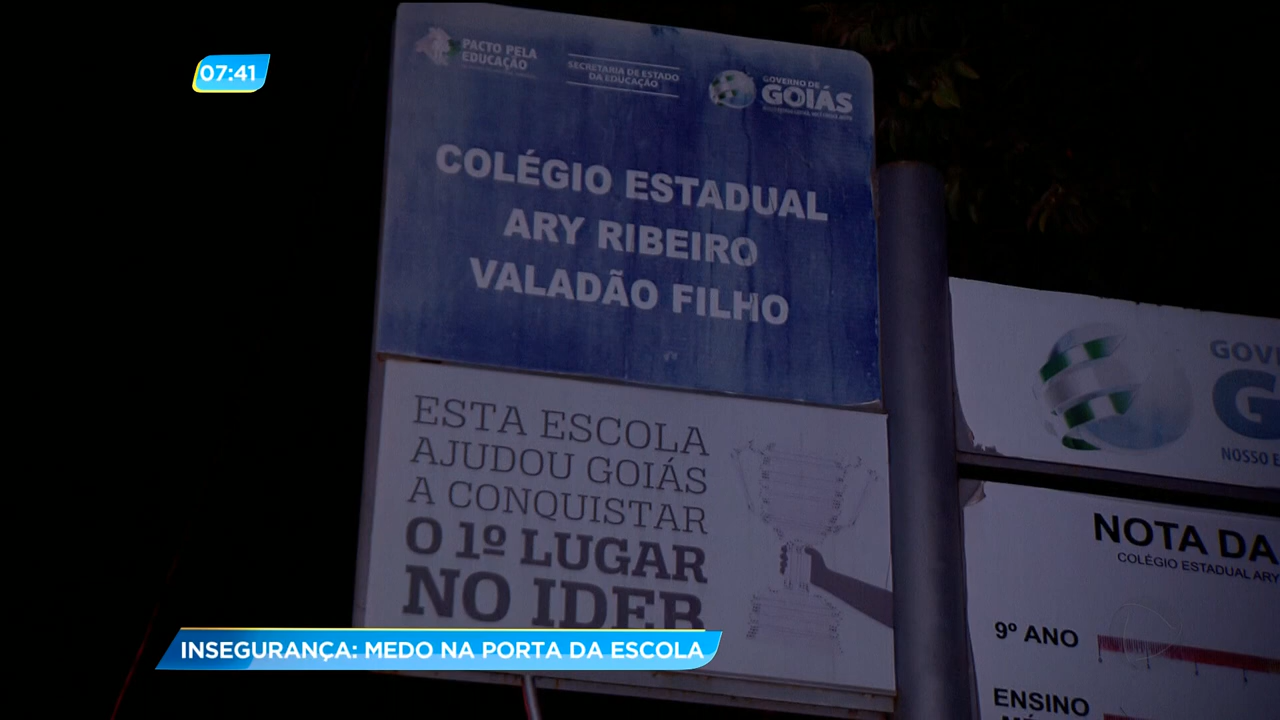 07:41
PACTO PELA
EDUCAÇÃO
SECRETARIA DE ESTADO
DA EDUCAÇÃO
GOVERNO DE
GOIÁS
COLÉGIO ESTADUAL
ARY RIBEIRO
VALADÃO FILHO
ESTA ESCOLA
AJUDOU GOIÁS
A CONQUISTAR
O 1º LUGAR
NO IDEB
GOV
G
NOSSO E
NOTA DA
COLÉGIO ESTADUAL ARY
9º ANO
ENSINO
INSEGURANÇA: MEDO NA PORTA DA ESCOLA